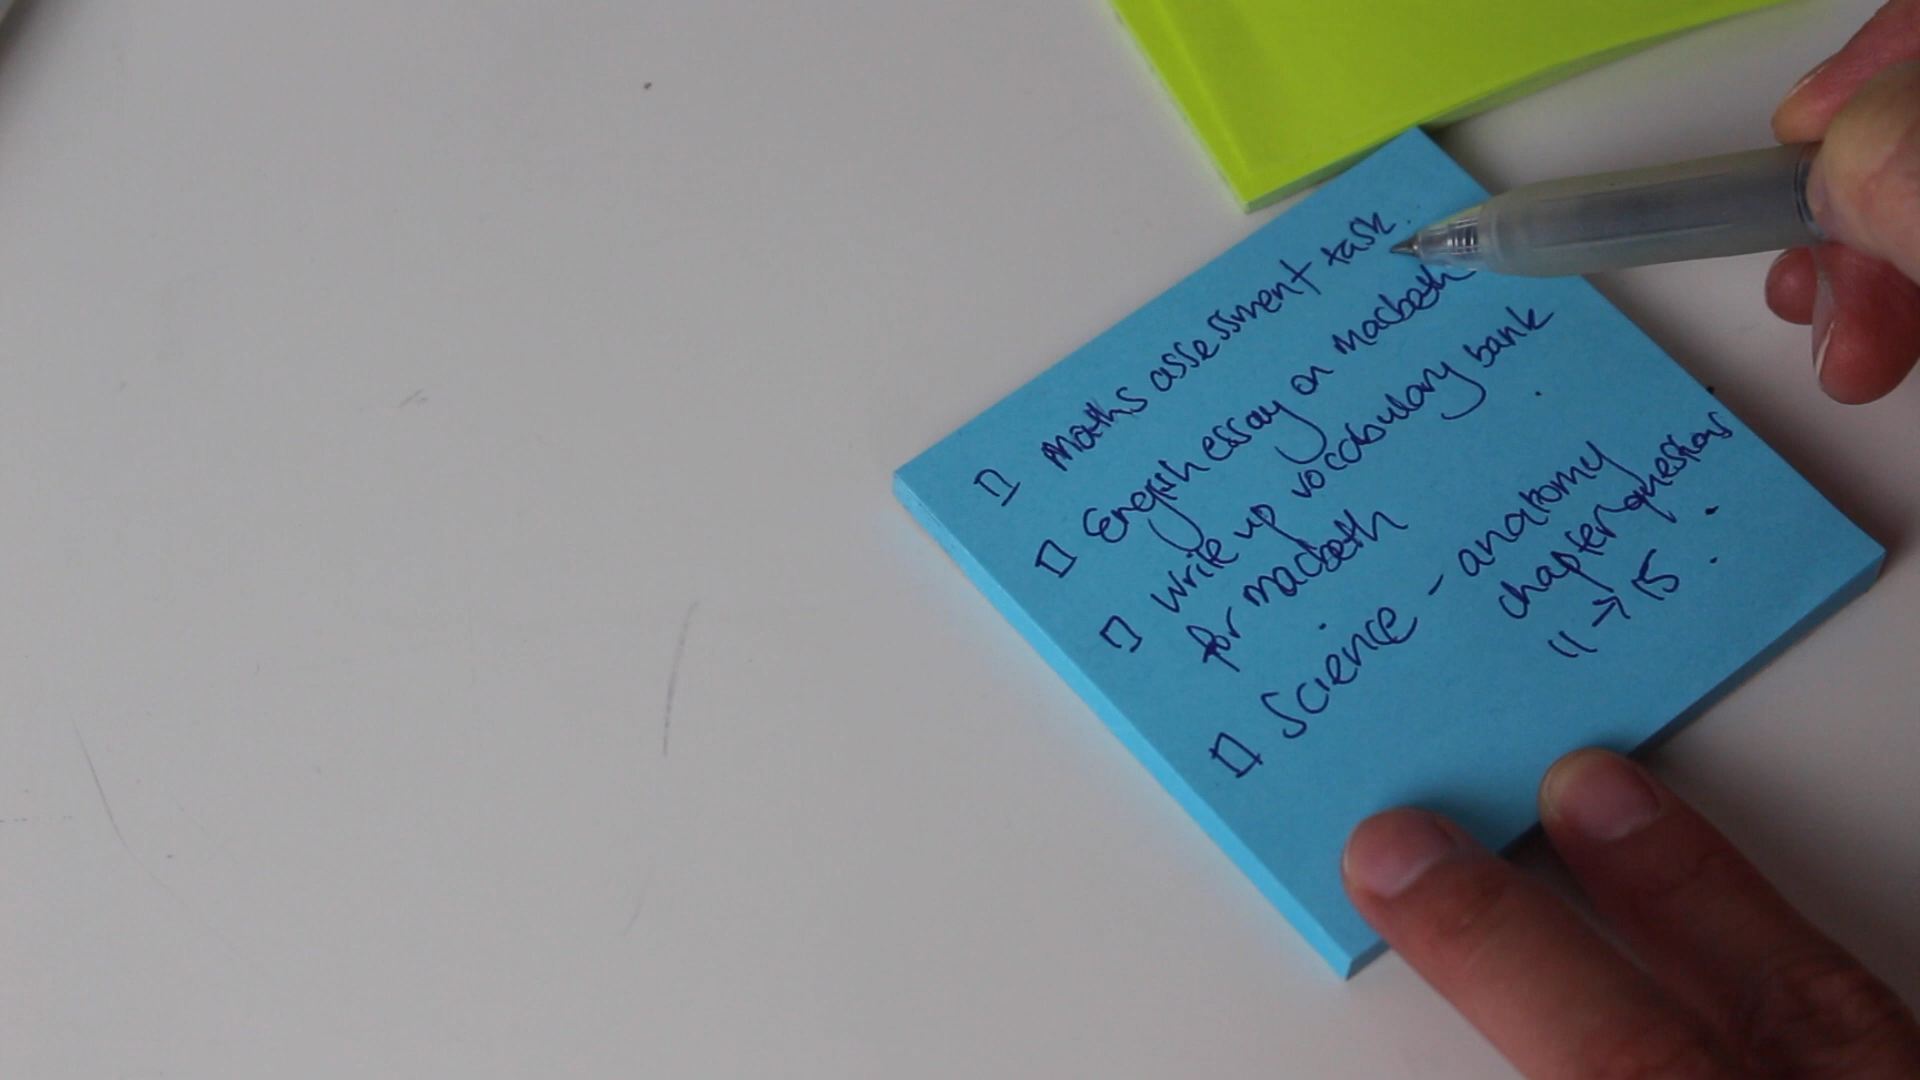 Maths assessment task
English essay on Macbeth
Write up vocabulary bank
for macbeth
Science - anatomy
chapter questions
11 → 15